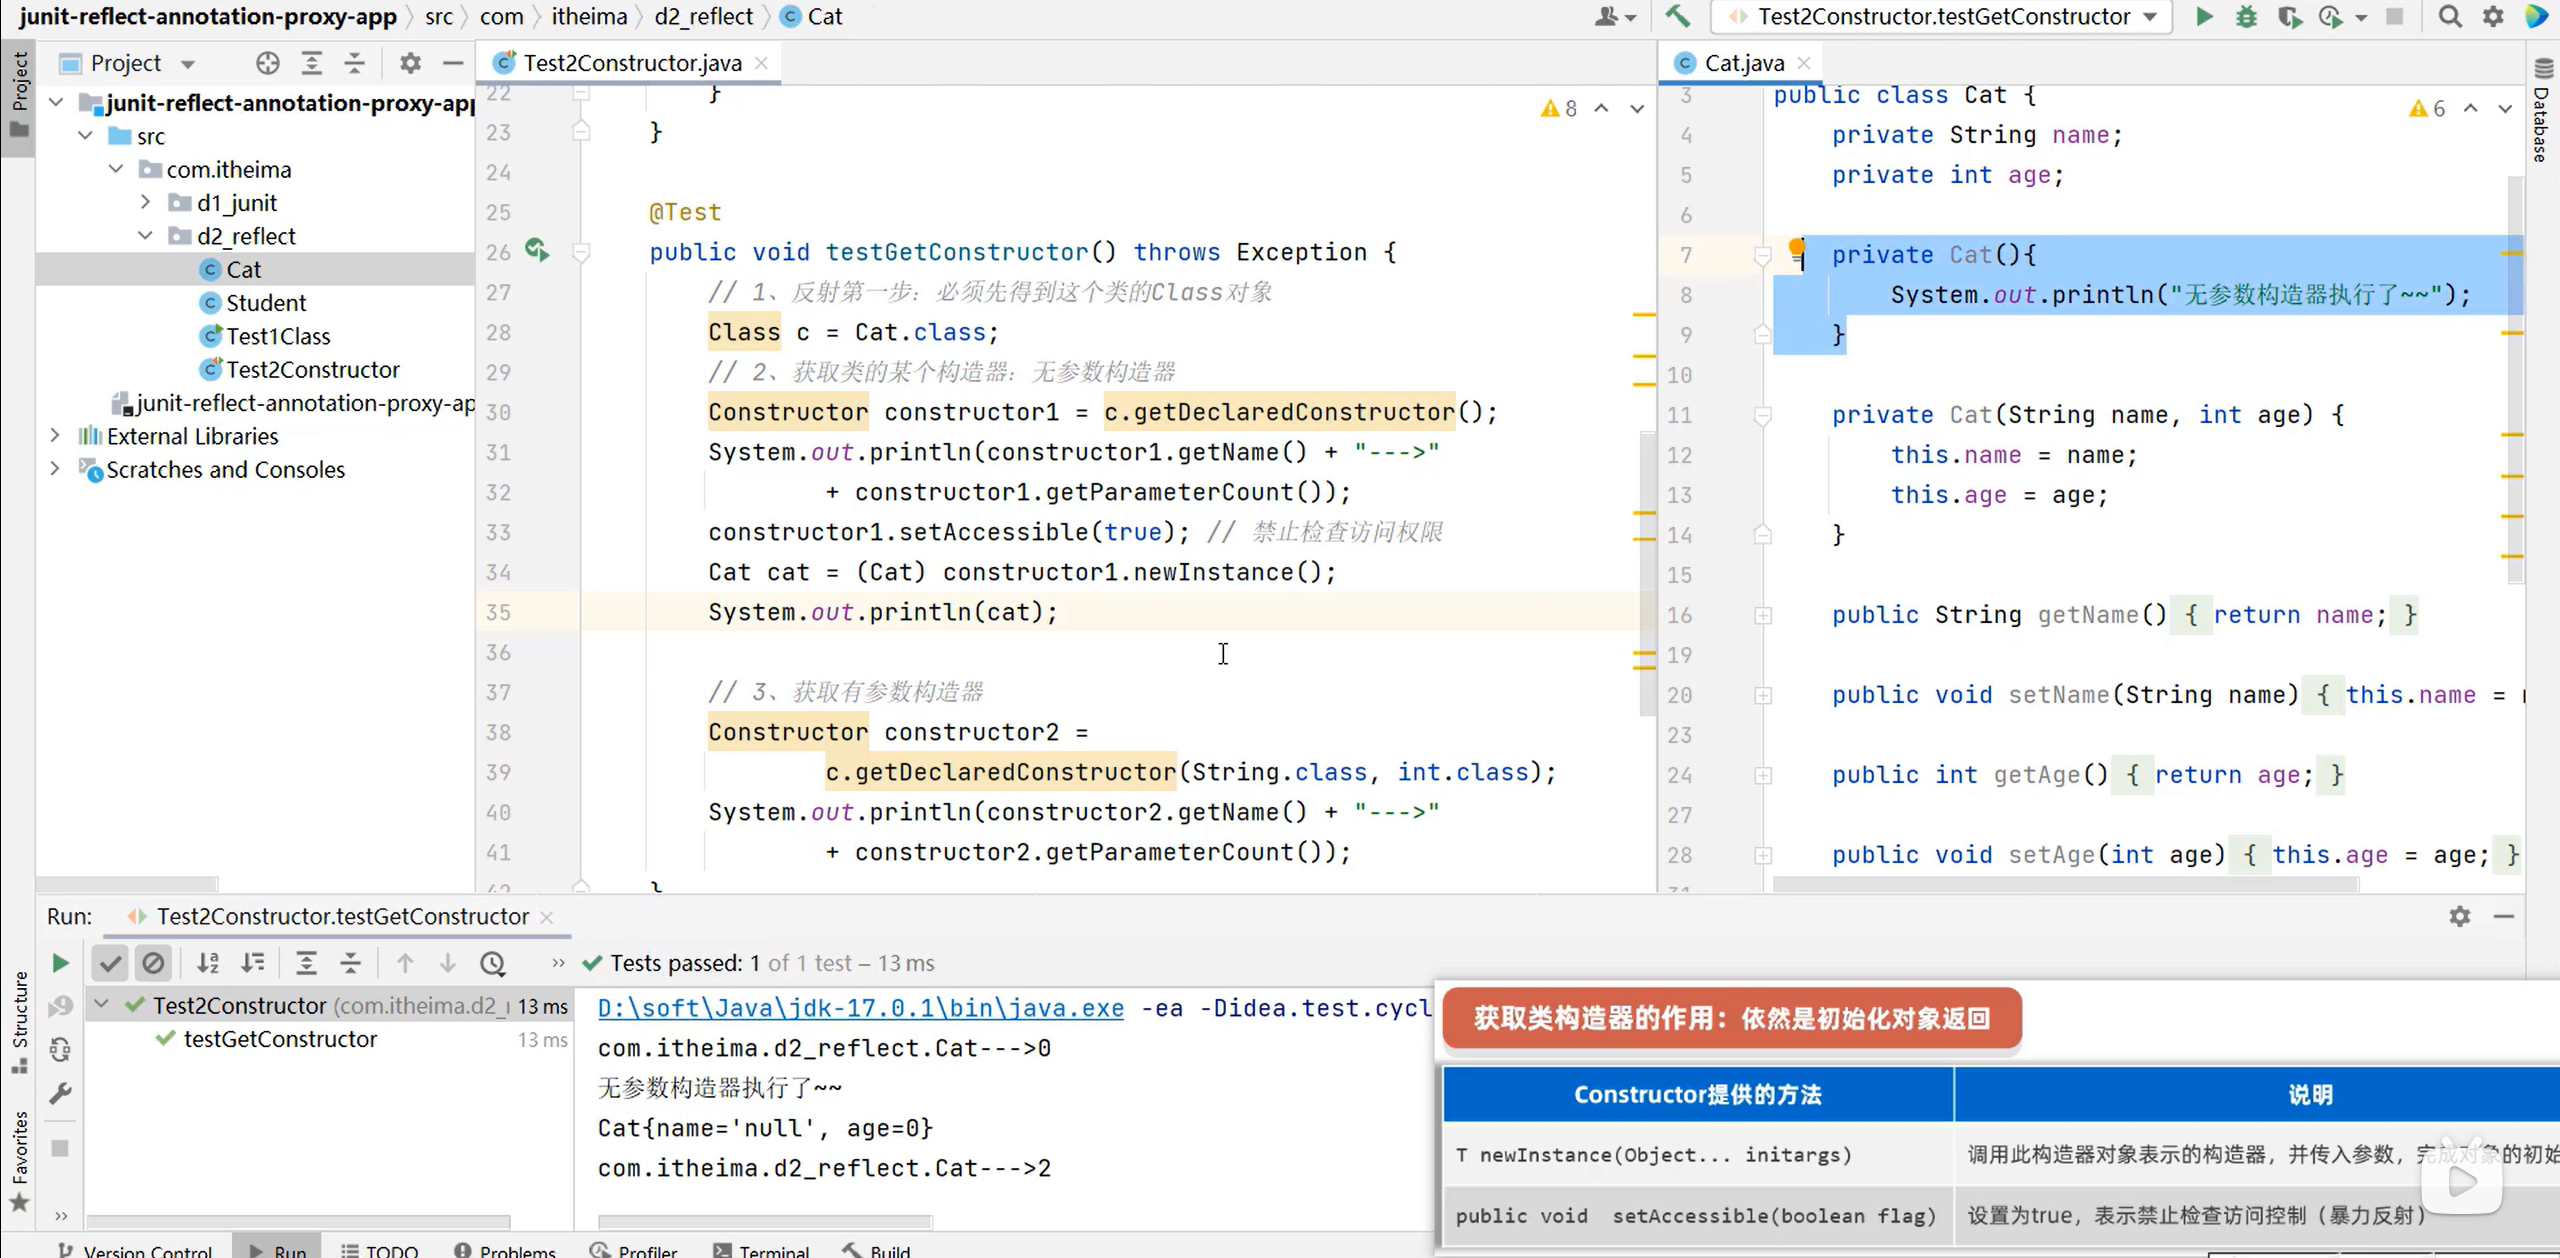 junit-reflect-annotation-proxy-app
src
com
itheima
d2_reflect
Cat
Test2Constructor.testGetConstructor
Project
Project
junit-reflect-annotation-proxy-app
src
com.itheima
d1_junit
d2_reflect
Cat
Student
Test1Class
Test2Constructor
junit-reflect-annotation-proxy-ap
External Libraries
Scratches and Consoles
Test2Constructor.java
8
22 }
23 }
24
25 @Test
26 public void testGetConstructor() throws Exception {
27 // 1、反射第一步：必须先得到这个类的Class对象
28 Class c = Cat.class;
29 // 2、获取类的某个构造器：无参数构造器
30 Constructor constructor1 = c.getDeclaredConstructor();
31 System.out.println(constructor1.getName() + "--->"
32 + constructor1.getParameterCount());
33 constructor1.setAccessible(true); // 禁止检查访问权限
34 Cat cat = (Cat) constructor1.newInstance();
35 System.out.println(cat);
36
37 // 3、获取有参数构造器
38 Constructor constructor2 =
39 c.getDeclaredConstructor(String.class, int.class);
40 System.out.println(constructor2.getName() + "--->"
41 + constructor2.getParameterCount());
42 }
Cat.java
6
3 public class Cat {
4 private String name;
5 private int age;
6
7 private Cat(){
8 System.out.println("无参数构造器执行了~~");
9 }
10
11 private Cat(String name, int age) {
12 this.name = name;
13 this.age = age;
14 }
15
16 public String getName() { return name; }
19
20 public void setName(String name) { this.name =
23
24 public int getAge() { return age; }
27
28 public void setAge(int age) { this.age = age; }
31
Database
Structure
Favorites
Run:
Test2Constructor.testGetConstructor
Tests passed: 1 of 1 test – 13 ms
Test2Constructor (com.itheima.d2_ 13 ms
testGetConstructor 13 ms
D:\soft\Java\jdk-17.0.1\bin\java.exe -ea -Didea.test.cycl
com.itheima.d2_reflect.Cat--->0
无参数构造器执行了~~
Cat{name='null', age=0}
com.itheima.d2_reflect.Cat--->2
获取类构造器的作用：依然是初始化对象返回
Constructor提供的方法 说明
T newInstance(Object... initargs) 调用此构造器对象表示的构造器，并传入参数，完成对象的初始
public void setAccessible(boolean flag) 设置为true，表示禁止检查访问控制（暴力反射）
Version Control
Run
TODO
Problems
Profiler
Terminal
Build